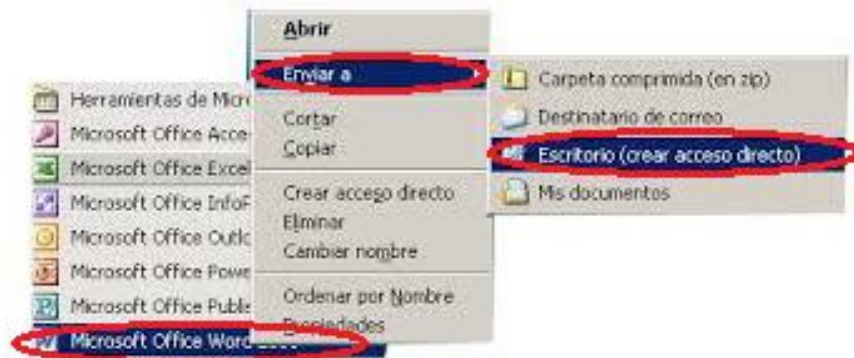 Abrir
Enviar a
Cortar
Copiar
Crear acceso directo
Eliminar
Cambiar nombre
Ordenar por Nombre
Propiedades
Carpeta comprimida (en zip)
Destinatario de correo
Escritorio (crear acceso directo)
Mis documentos
Herramientas de Micr
Microsoft Office Acce
Microsoft Office Excel
Microsoft Office InfoP
Microsoft Office Outlo
Microsoft Office Powe
Microsoft Office Public
Microsoft Office Word